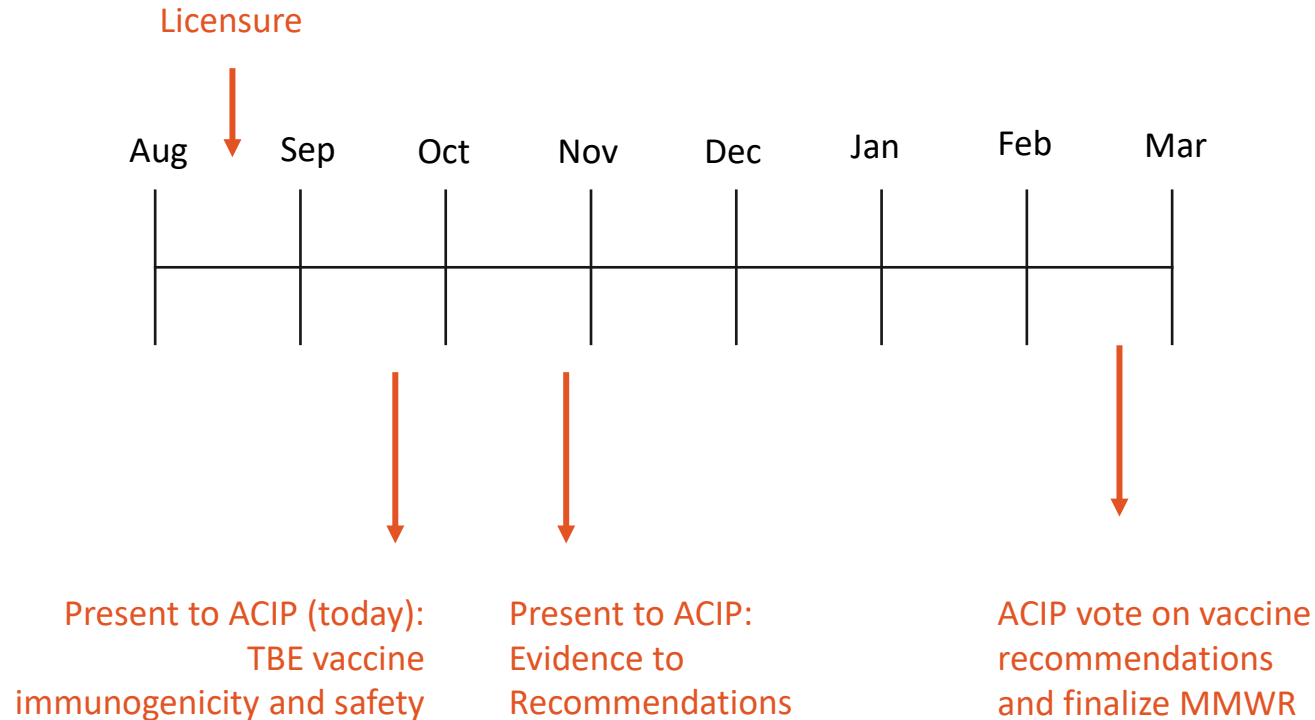 Licensure
Aug Sep Oct Nov Dec Jan Feb Mar
Present to ACIP (today):
TBE vaccine
immunogenicity and safety
Present to ACIP:
Evidence to
Recommendations
ACIP vote on vaccine
recommendations
and finalize MMWR